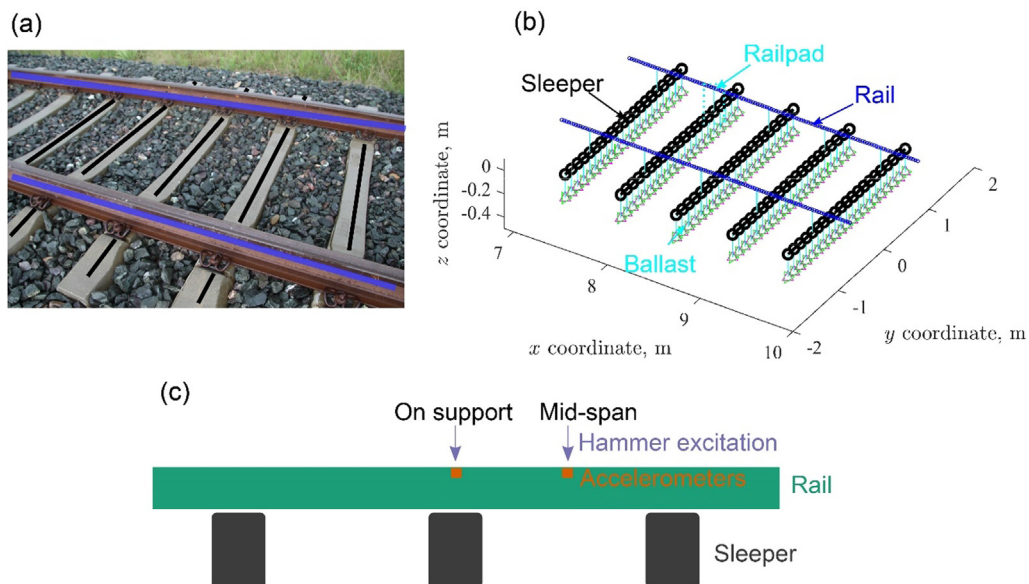 (a)
(b)
Railpad
Sleeper
Rail
Ballast
z coordinate, m
0
-0.2
-0.4
7
8
9
10
x coordinate, m
-2
-1
0
1
2
y coordinate, m
(c)
On support
Mid-span
Hammer excitation
Accelerometers
Rail
Sleeper